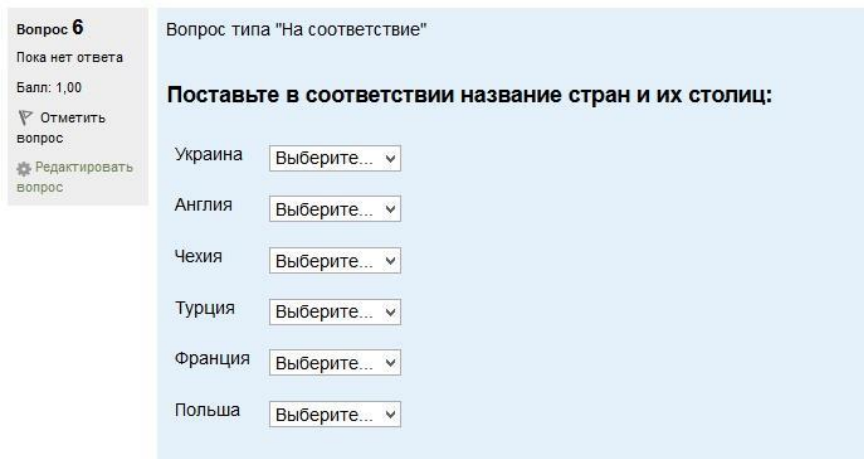 Вопрос 6
Пока нет ответа
Балл: 1,00
Отметить
вопрос
Редактировать
вопрос
Вопрос типа "На соответствие"
Поставьте в соответствии название стран и их столиц:
Украина Выберите...
Англия Выберите...
Чехия Выберите...
Турция Выберите...
Франция Выберите...
Польша Выберите...